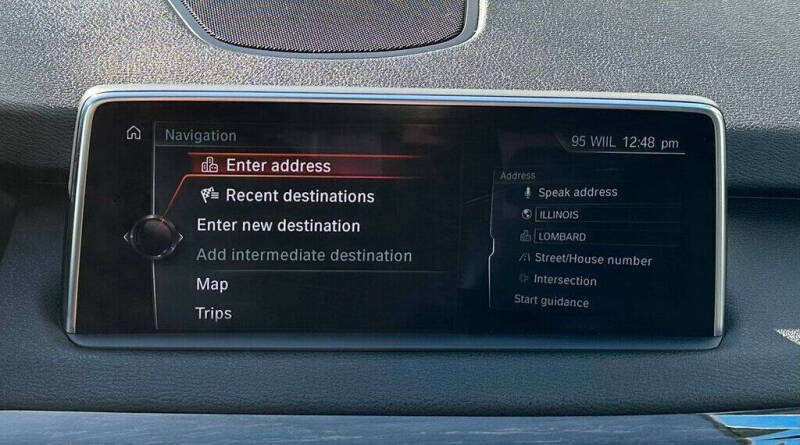 Navigation
95 WIIL 12:48 pm
Enter address
Recent destinations
Enter new destination
Add intermediate destination
Map
Trips
Address
Speak address
ILLINOIS
LOMBARD
Street/House number
Intersection
Start guidance